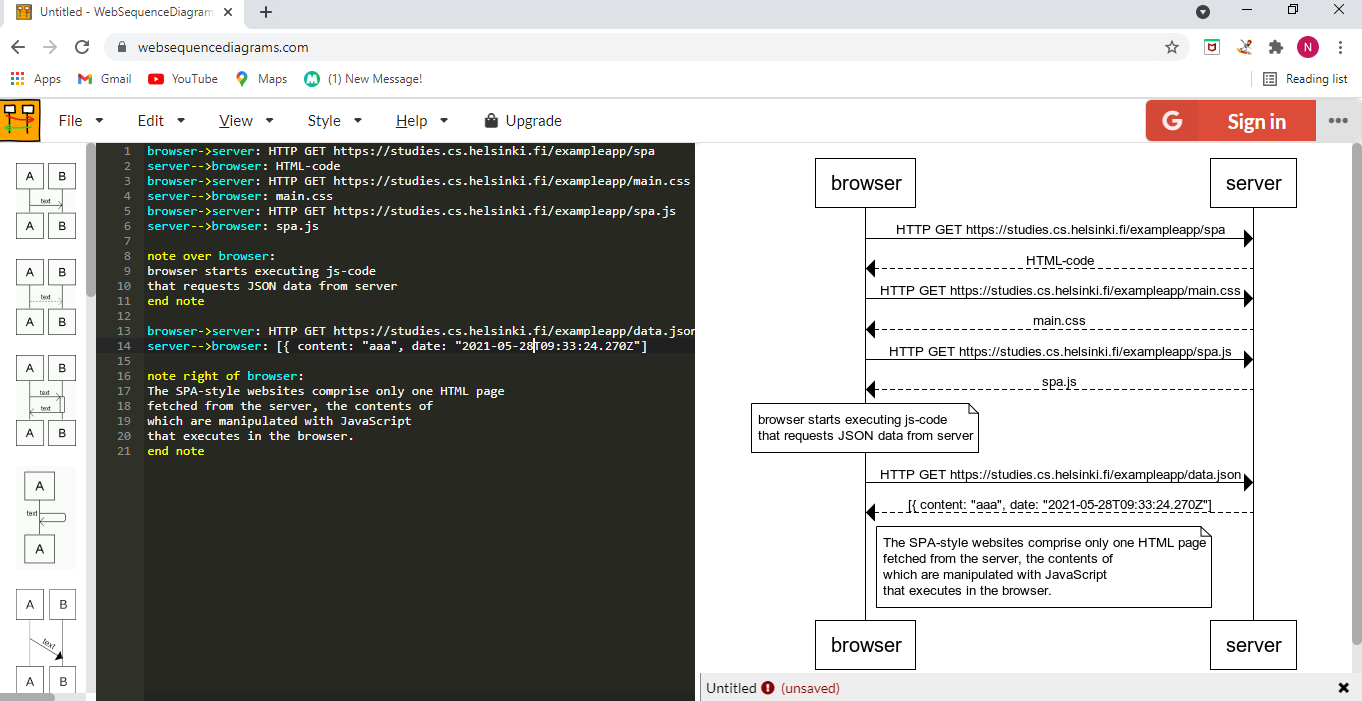 Untitled - WebSequenceDiagram
websequencediagrams.com
N
Apps Gmail YouTube Maps (1) New Message! Reading list
File Edit View Style Help Upgrade G Sign in
A B
text
A B
A B
text
A B
A B
text
text
A B
A
text
A
A B
text
A B
1 browser->server: HTTP GET https://studies.cs.helsinki.fi/exampleapp/spa
2 server-->browser: HTML-code
3 browser->server: HTTP GET https://studies.cs.helsinki.fi/exampleapp/main.css
4 server-->browser: main.css
5 browser->server: HTTP GET https://studies.cs.helsinki.fi/exampleapp/spa.js
6 server-->browser: spa.js
7
8 note over browser:
9 browser starts executing js-code
10 that requests JSON data from server
11 end note
12
13 browser->server: HTTP GET https://studies.cs.helsinki.fi/exampleapp/data.json
14 server-->browser: [{ content: "aaa", date: "2021-05-28T09:33:24.270Z"]
15
16 note right of browser:
17 The SPA-style websites comprise only one HTML page
18 fetched from the server, the contents of
19 which are manipulated with JavaScript
20 that executes in the browser.
21 end note
browser server
HTTP GET https://studies.cs.helsinki.fi/exampleapp/spa
HTML-code
HTTP GET https://studies.cs.helsinki.fi/exampleapp/main.css
main.css
HTTP GET https://studies.cs.helsinki.fi/exampleapp/spa.js
spa.js
browser starts executing js-code
that requests JSON data from server
HTTP GET https://studies.cs.helsinki.fi/exampleapp/data.json
[{ content: "aaa", date: "2021-05-28T09:33:24.270Z"]
The SPA-style websites comprise only one HTML page
fetched from the server, the contents of
which are manipulated with JavaScript
that executes in the browser.
browser server
Untitled (unsaved)